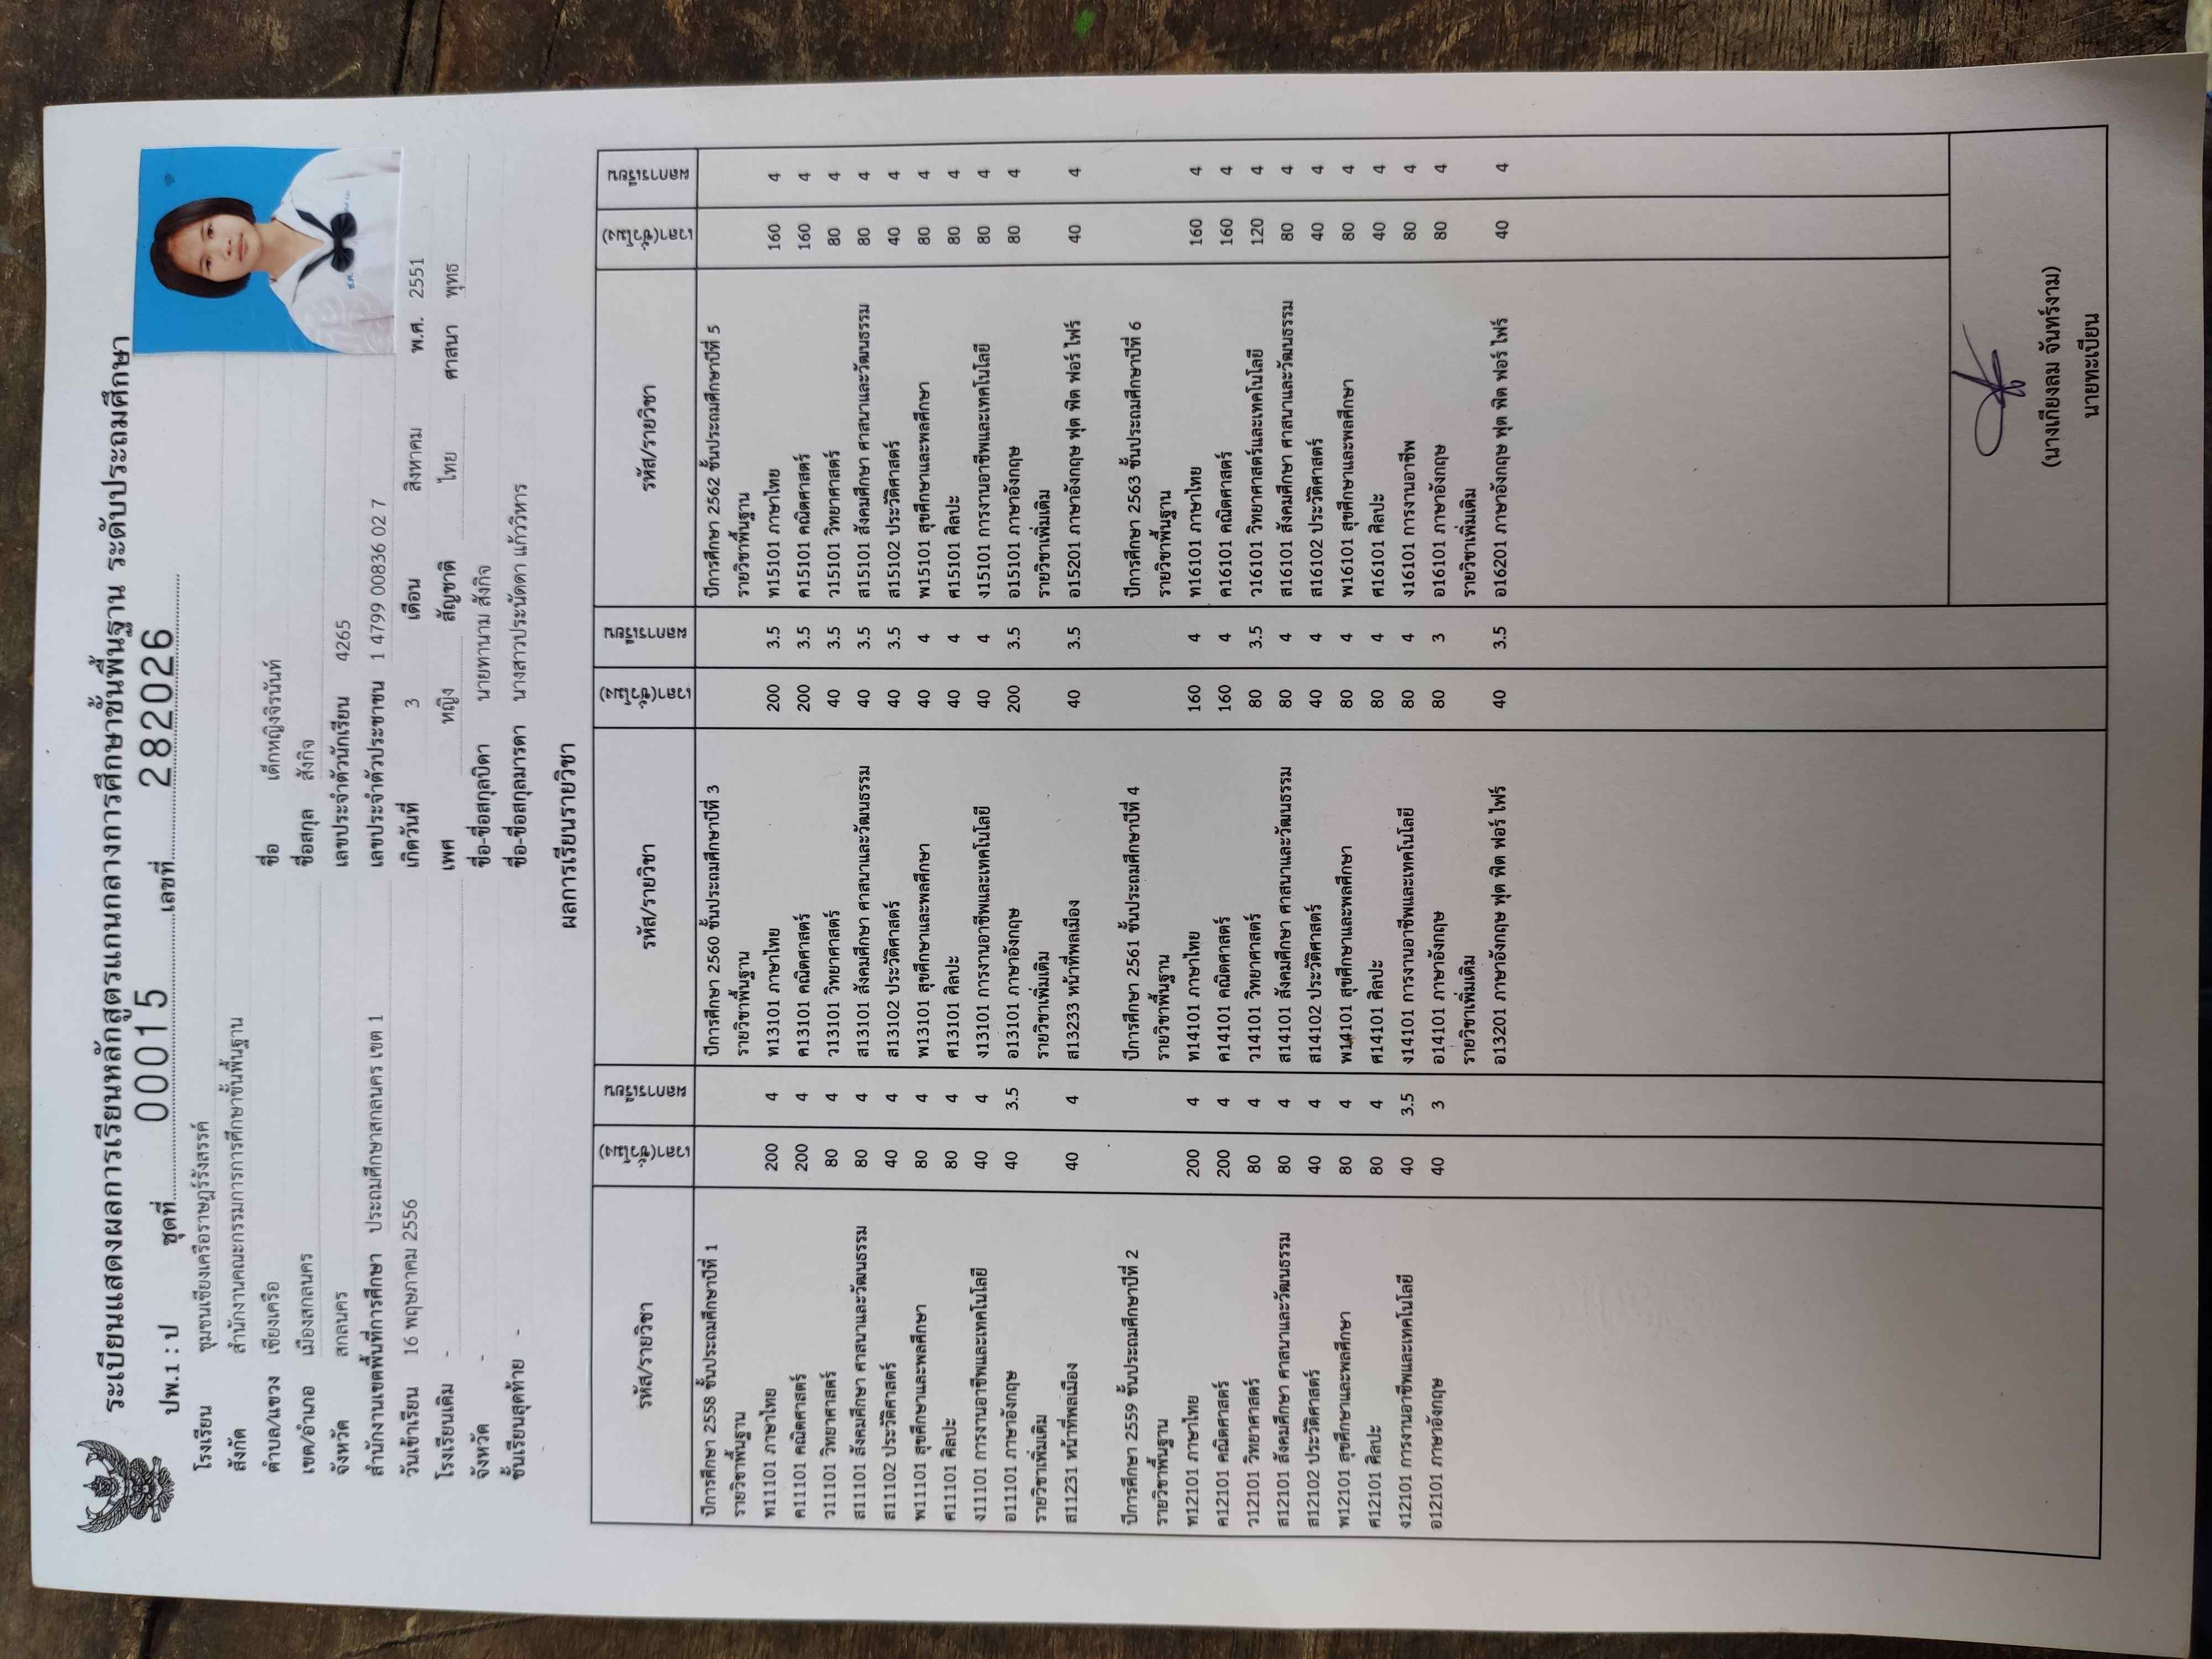 ระเบียนแสดงผลการเรียนหลักสูตรแกนกลางการศึกษาขั้นพื้นฐาน ระดับประถมศึกษา
ปพ.1 : ป ชุดที่ 00015 เลขที่ 282026
โรงเรียน ชุมชนเชียงเครือราษฎร์รังสรรค์
สังกัด สำนักงานคณะกรรมการการศึกษาขั้นพื้นฐาน
ตำบล/แขวง เชียงเครือ
เขต/อำเภอ เมืองสกลนคร
จังหวัด สกลนคร
สำนักงานเขตพื้นที่การศึกษา ประถมศึกษาสกลนคร เขต 1
วันเข้าเรียน 16 พฤษภาคม 2556
โรงเรียนเดิม -
จังหวัด -
ชั้นเรียนสุดท้าย -
ชื่อ เด็กหญิงจิรนันท์
ชื่อสกุล สังกิจ
เลขประจำตัวนักเรียน 4265
เลขประจำตัวประชาชน 1 4799 00836 02 7
เกิดวันที่ 3 เดือน สิงหาคม พ.ศ. 2551
เพศ หญิง สัญชาติ ไทย ศาสนา พุทธ
ชื่อ-ชื่อสกุลบิดา นายทานาม สังกิจ
ชื่อ-ชื่อสกุลมารดา นางสาวประนัดดา แก้ววิหาร
ผลการเรียนรายวิชา
รหัส/รายวิชา เวลา(ชั่วโมง) ผลการเรียน
ปีการศึกษา 2558 ชั้นประถมศึกษาปีที่ 1
รายวิชาพื้นฐาน
ท11101 ภาษาไทย 200 4
ค11101 คณิตศาสตร์ 200 4
ว11101 วิทยาศาสตร์ 80 4
ส11101 สังคมศึกษา ศาสนาและวัฒนธรรม 80 4
ส11102 ประวัติศาสตร์ 40 4
พ11101 สุขศึกษาและพลศึกษา 80 4
ศ11101 ศิลปะ 80 4
ง11101 การงานอาชีพและเทคโนโลยี 40 4
อ11101 ภาษาอังกฤษ 40 3.5
รายวิชาเพิ่มเติม
ส11231 หน้าที่พลเมือง 40 4
ปีการศึกษา 2559 ชั้นประถมศึกษาปีที่ 2
รายวิชาพื้นฐาน
ท12101 ภาษาไทย 200 4
ค12101 คณิตศาสตร์ 200 4
ว12101 วิทยาศาสตร์ 80 4
ส12101 สังคมศึกษา ศาสนาและวัฒนธรรม 80 4
ส12102 ประวัติศาสตร์ 40 4
พ12101 สุขศึกษาและพลศึกษา 80 4
ศ12101 ศิลปะ 80 4
ง12101 การงานอาชีพและเทคโนโลยี 40 3.5
อ12101 ภาษาอังกฤษ 40 3
รหัส/รายวิชา เวลา(ชั่วโมง) ผลการเรียน
ปีการศึกษา 2560 ชั้นประถมศึกษาปีที่ 3
รายวิชาพื้นฐาน
ท13101 ภาษาไทย 200 3.5
ค13101 คณิตศาสตร์ 200 3.5
ว13101 วิทยาศาสตร์ 40 3.5
ส13101 สังคมศึกษา ศาสนาและวัฒนธรรม 40 3.5
ส13102 ประวัติศาสตร์ 40 3.5
พ13101 สุขศึกษาและพลศึกษา 40 4
ศ13101 ศิลปะ 40 4
ง13101 การงานอาชีพและเทคโนโลยี 40 4
อ13101 ภาษาอังกฤษ 200 3.5
รายวิชาเพิ่มเติม
ส13233 หน้าที่พลเมือง 40 3.5
ปีการศึกษา 2561 ชั้นประถมศึกษาปีที่ 4
รายวิชาพื้นฐาน
ท14101 ภาษาไทย 160 4
ค14101 คณิตศาสตร์ 160 4
ว14101 วิทยาศาสตร์ 80 3.5
ส14101 สังคมศึกษา ศาสนาและวัฒนธรรม 80 4
ส14102 ประวัติศาสตร์ 40 4
พ14101 สุขศึกษาและพลศึกษา 80 4
ศ14101 ศิลปะ 80 4
ง14101 การงานอาชีพและเทคโนโลยี 80 4
อ14101 ภาษาอังกฤษ 80 3
รายวิชาเพิ่มเติม
อ13201 ภาษาอังกฤษ ฟุต ฟิต ฟอร์ ไฟร์ 40 3.5
รหัส/รายวิชา เวลา(ชั่วโมง) ผลการเรียน
ปีการศึกษา 2562 ชั้นประถมศึกษาปีที่ 5
รายวิชาพื้นฐาน
ท15101 ภาษาไทย 160 4
ค15101 คณิตศาสตร์ 160 4
ว15101 วิทยาศาสตร์ 80 4
ส15101 สังคมศึกษา ศาสนาและวัฒนธรรม 80 4
ส15102 ประวัติศาสตร์ 40 4
พ15101 สุขศึกษาและพลศึกษา 80 4
ศ15101 ศิลปะ 80 4
ง15101 การงานอาชีพและเทคโนโลยี 80 4
อ15101 ภาษาอังกฤษ 80 4
รายวิชาเพิ่มเติม
อ15201 ภาษาอังกฤษ ฟุต ฟิต ฟอร์ ไฟร์ 40 4
ปีการศึกษา 2563 ชั้นประถมศึกษาปีที่ 6
รายวิชาพื้นฐาน
ท16101 ภาษาไทย 160 4
ค16101 คณิตศาสตร์ 160 4
ว16101 วิทยาศาสตร์และเทคโนโลยี 120 4
ส16101 สังคมศึกษา ศาสนาและวัฒนธรรม 80 4
ส16102 ประวัติศาสตร์ 40 4
พ16101 สุขศึกษาและพลศึกษา 80 4
ศ16101 ศิลปะ 40 4
ง16101 การงานอาชีพ 80 4
อ16101 ภาษาอังกฤษ 80 4
รายวิชาเพิ่มเติม
อ16201 ภาษาอังกฤษ ฟุต ฟิต ฟอร์ ไฟร์ 40 4
(นางเกียงลม จันทร์งาม)
นายทะเบียน